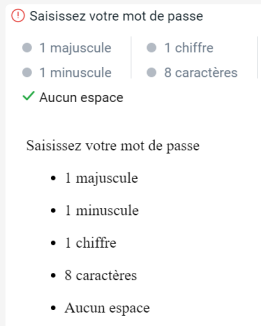 Saisissez votre mot de passe
1 majuscule 1 chiffre
1 minuscule 8 caractères
Aucun espace
Saisissez votre mot de passe
1 majuscule
1 minuscule
1 chiffre
8 caractères
Aucun espace